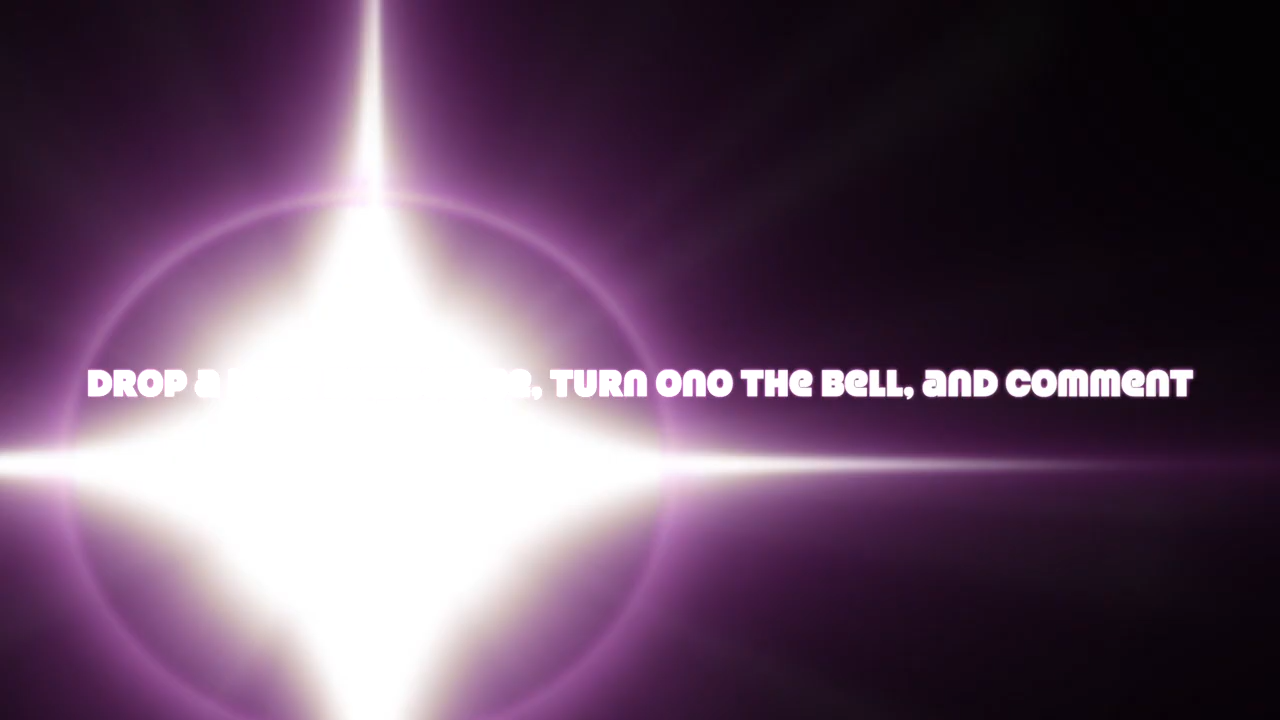 DROP a , TURN ONO THE BELL, AND COMMENT